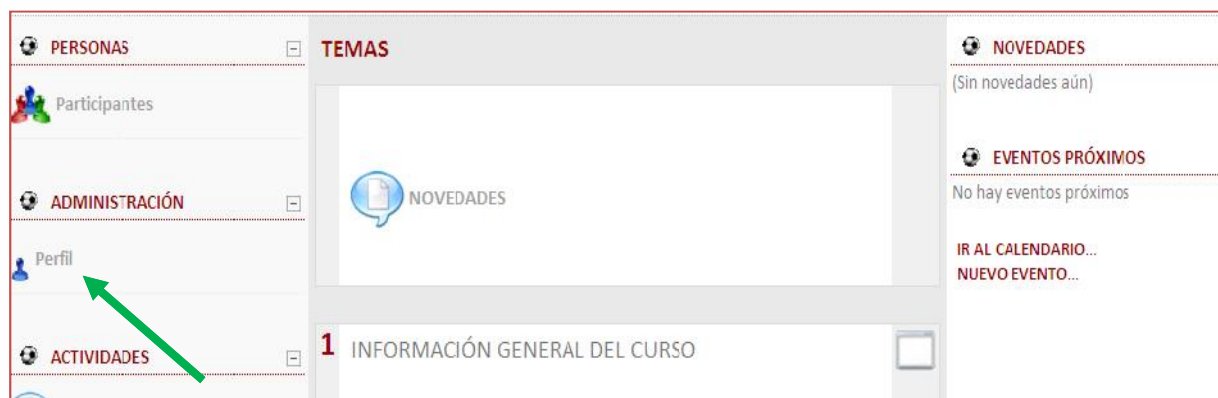 PERSONAS
Participantes
ADMINISTRACIÓN
Perfil
ACTIVIDADES
TEMAS
NOVEDADES
1 INFORMACIÓN GENERAL DEL CURSO
NOVEDADES
(Sin novedades aún)
EVENTOS PRÓXIMOS
No hay eventos próximos
IR AL CALENDARIO...
NUEVO EVENTO...